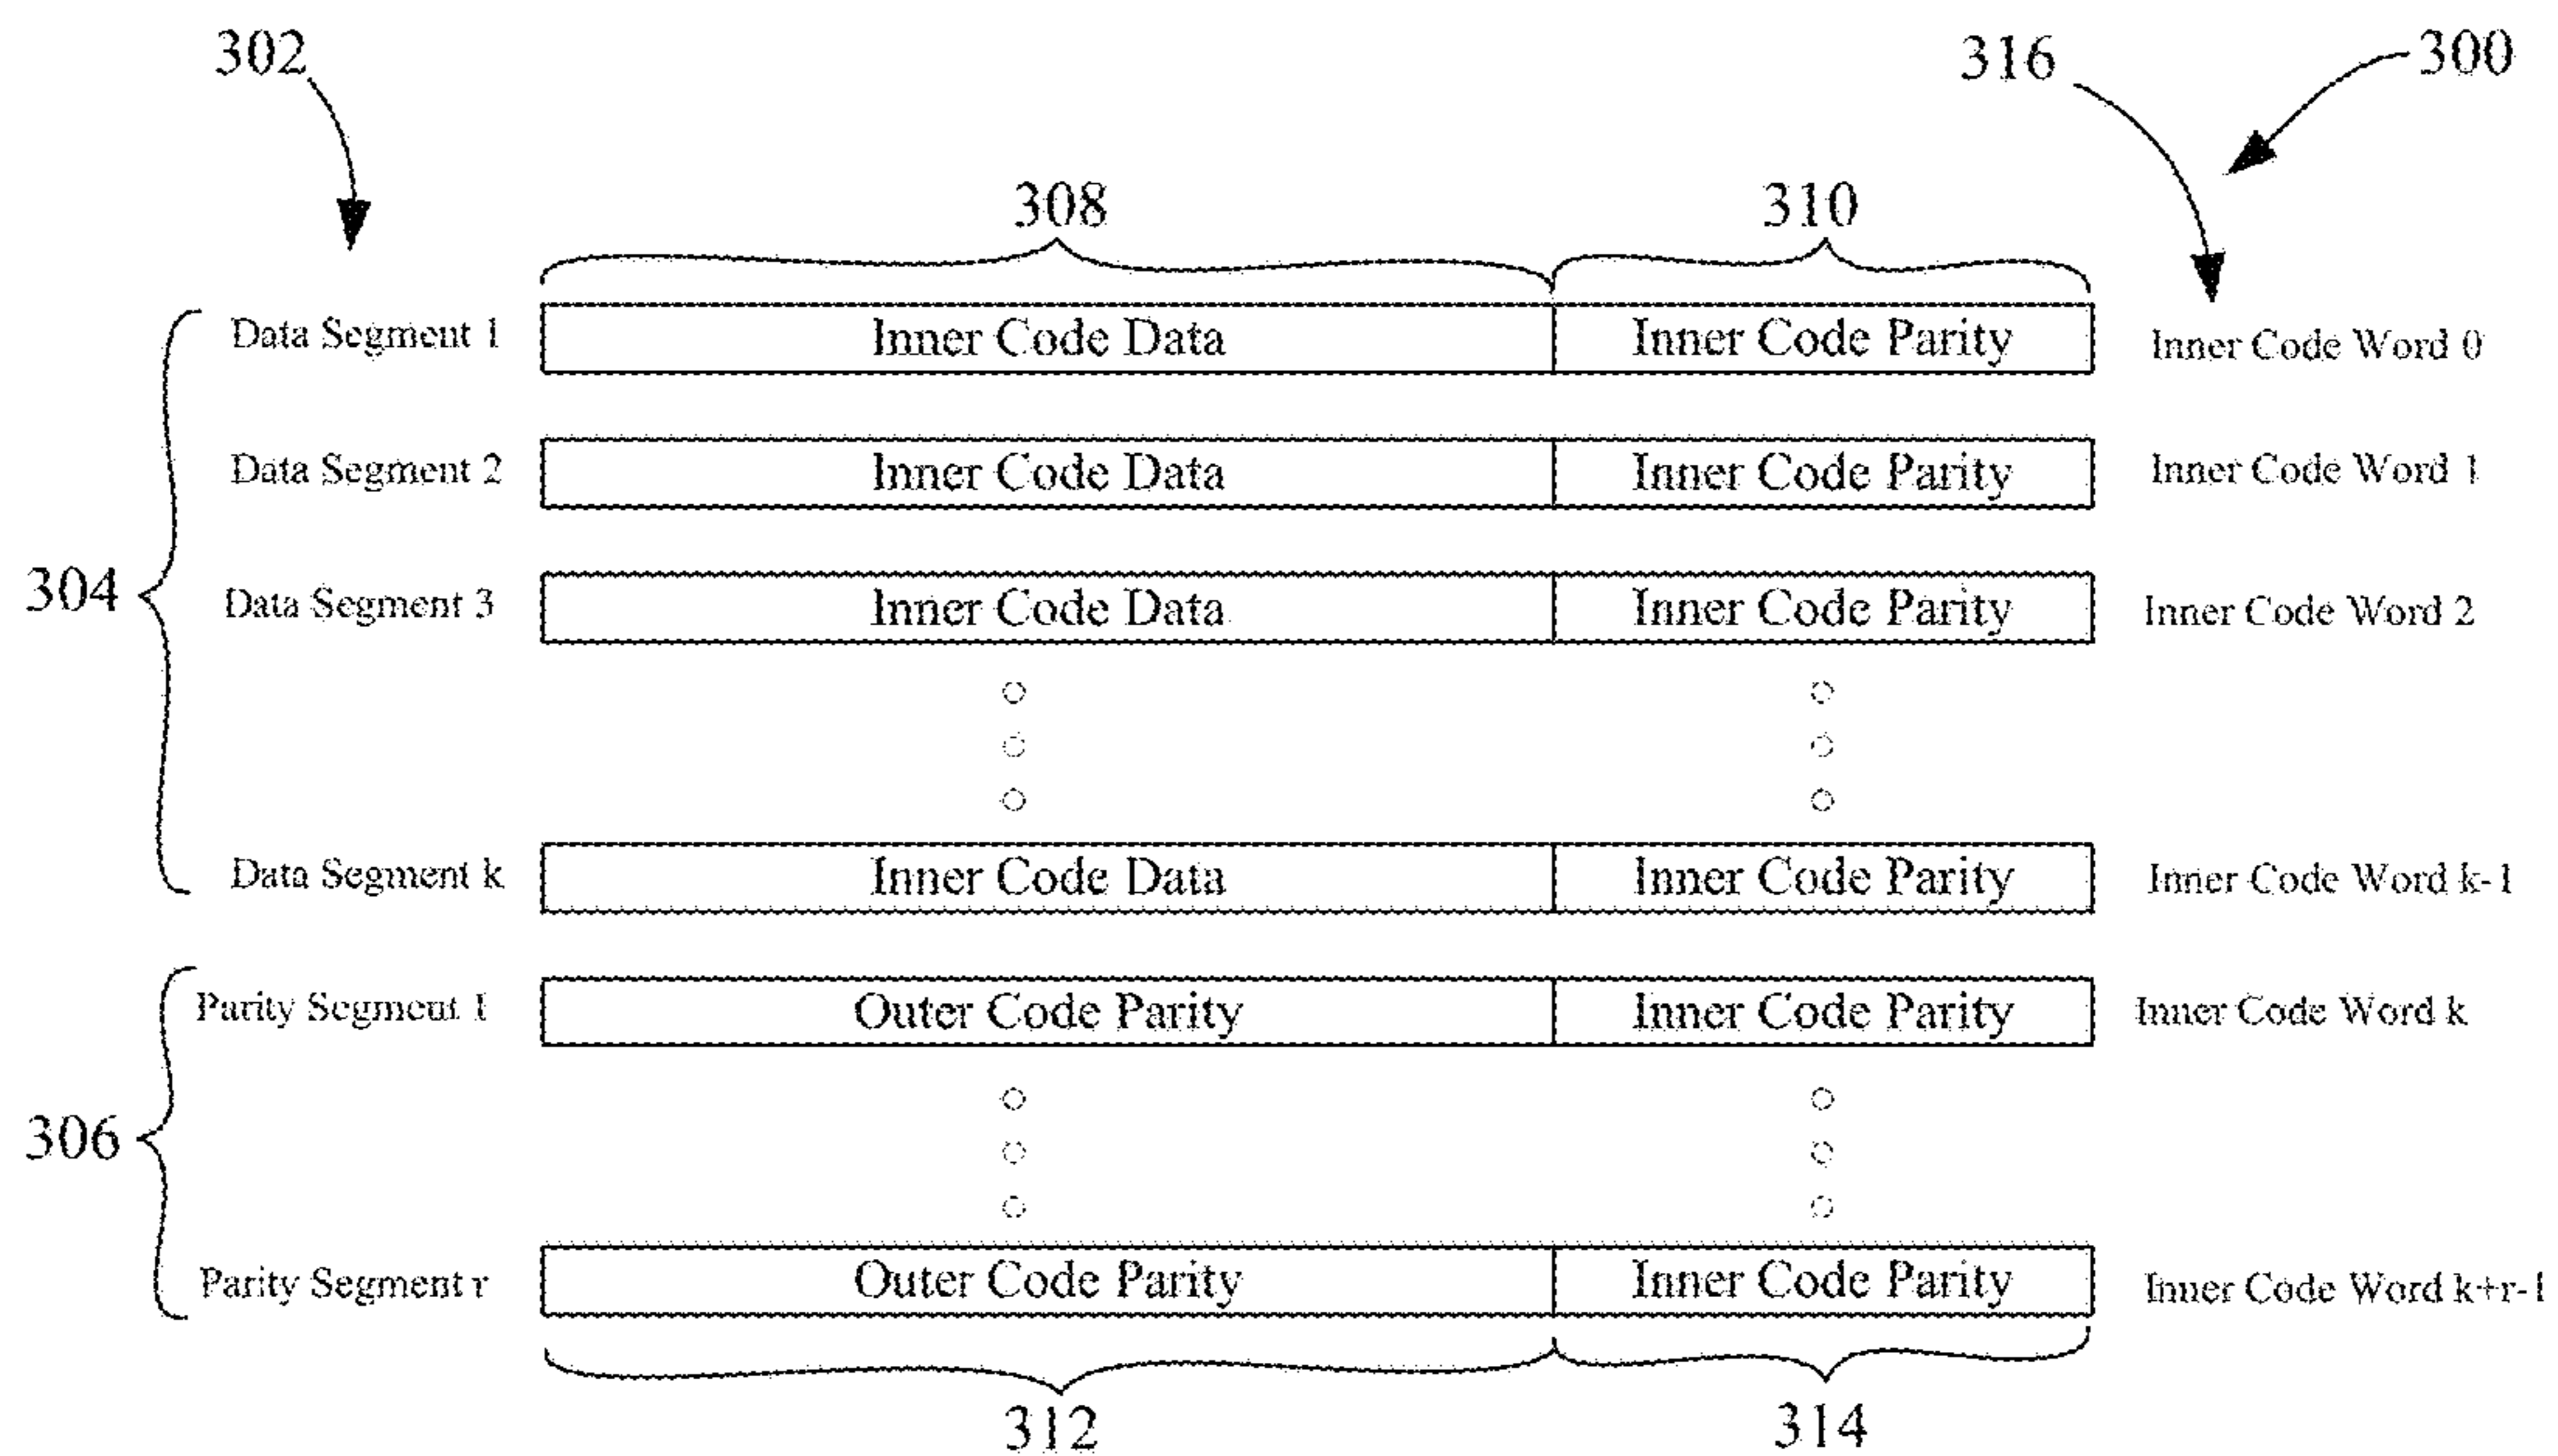 302
316
300
308
310
Data Segment 1 Inner Code Data Inner Code Parity Inner Code Word 0
Data Segment 2 Inner Code Data Inner Code Parity Inner Code Word 1
304 Data Segment 3 Inner Code Data Inner Code Parity Inner Code Word 2
Data Segment k Inner Code Data Inner Code Parity Inner Code Word k-1
Parity Segment 1 Outer Code Parity Inner Code Parity Inner Code Word k
306
Parity Segment r Outer Code Parity Inner Code Parity Inner Code Word k+r-1
312
314